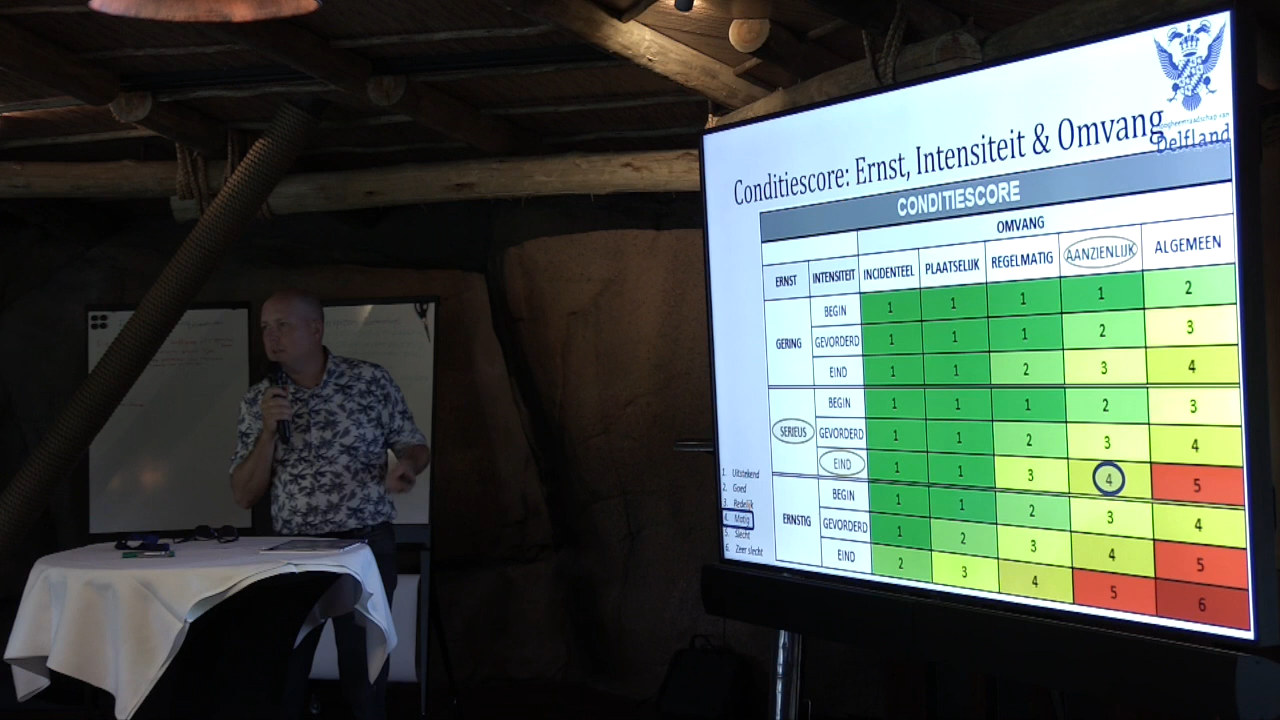 Conditiescore: Ernst, Intensiteit & Omvang
Delfland
CONDITIESCORE
OMVANG
ERNST INTENSITEIT INCIDENTEEL PLAATSELIJK REGELMATIG AANZIENLIJK ALGEMEEN
GERING
BEGIN 1 1 1 1 2
GEVORDERD 1 1 1 2 3
EIND 1 1 2 3 4
SERIEUS
BEGIN 1 1 1 2 3
GEVORDERD 1 1 2 3 4
EIND 1 1 3 4 5
ERNSTIG
BEGIN 1 1 2 3 4
GEVORDERD 1 2 3 4 5
EIND 2 3 4 5 6
1. Uitstekend
2. Goed
3. Redelijk
4. Matig
5. Slecht
6. Zeer slecht